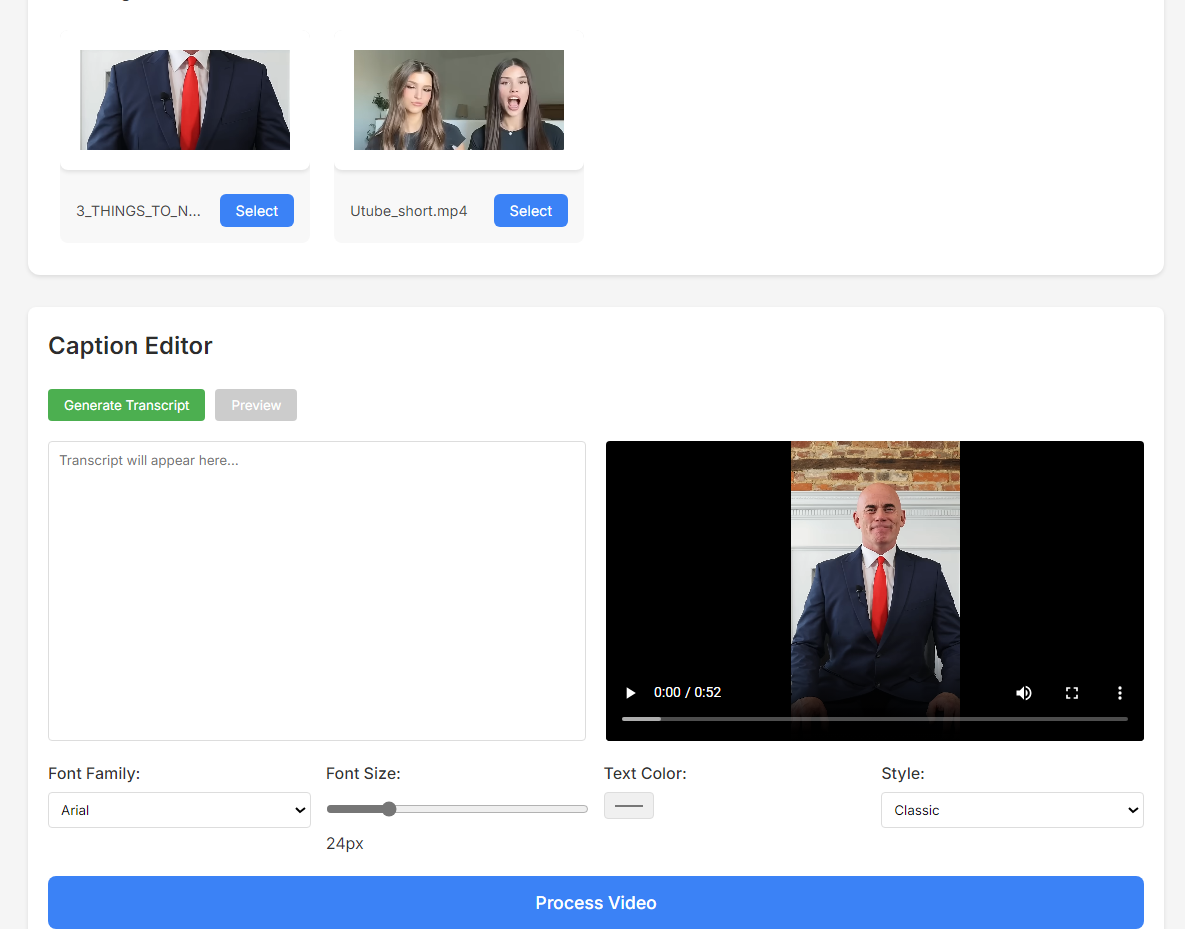 3_THINGS_TO_N...
Select
Utube_short.mp4
Select
Caption Editor
Generate Transcript
Preview
Transcript will appear here...
0:00 / 0:52
Font Family:
Font Size:
Text Color:
Style:
Arial
Classic
24px
Process Video